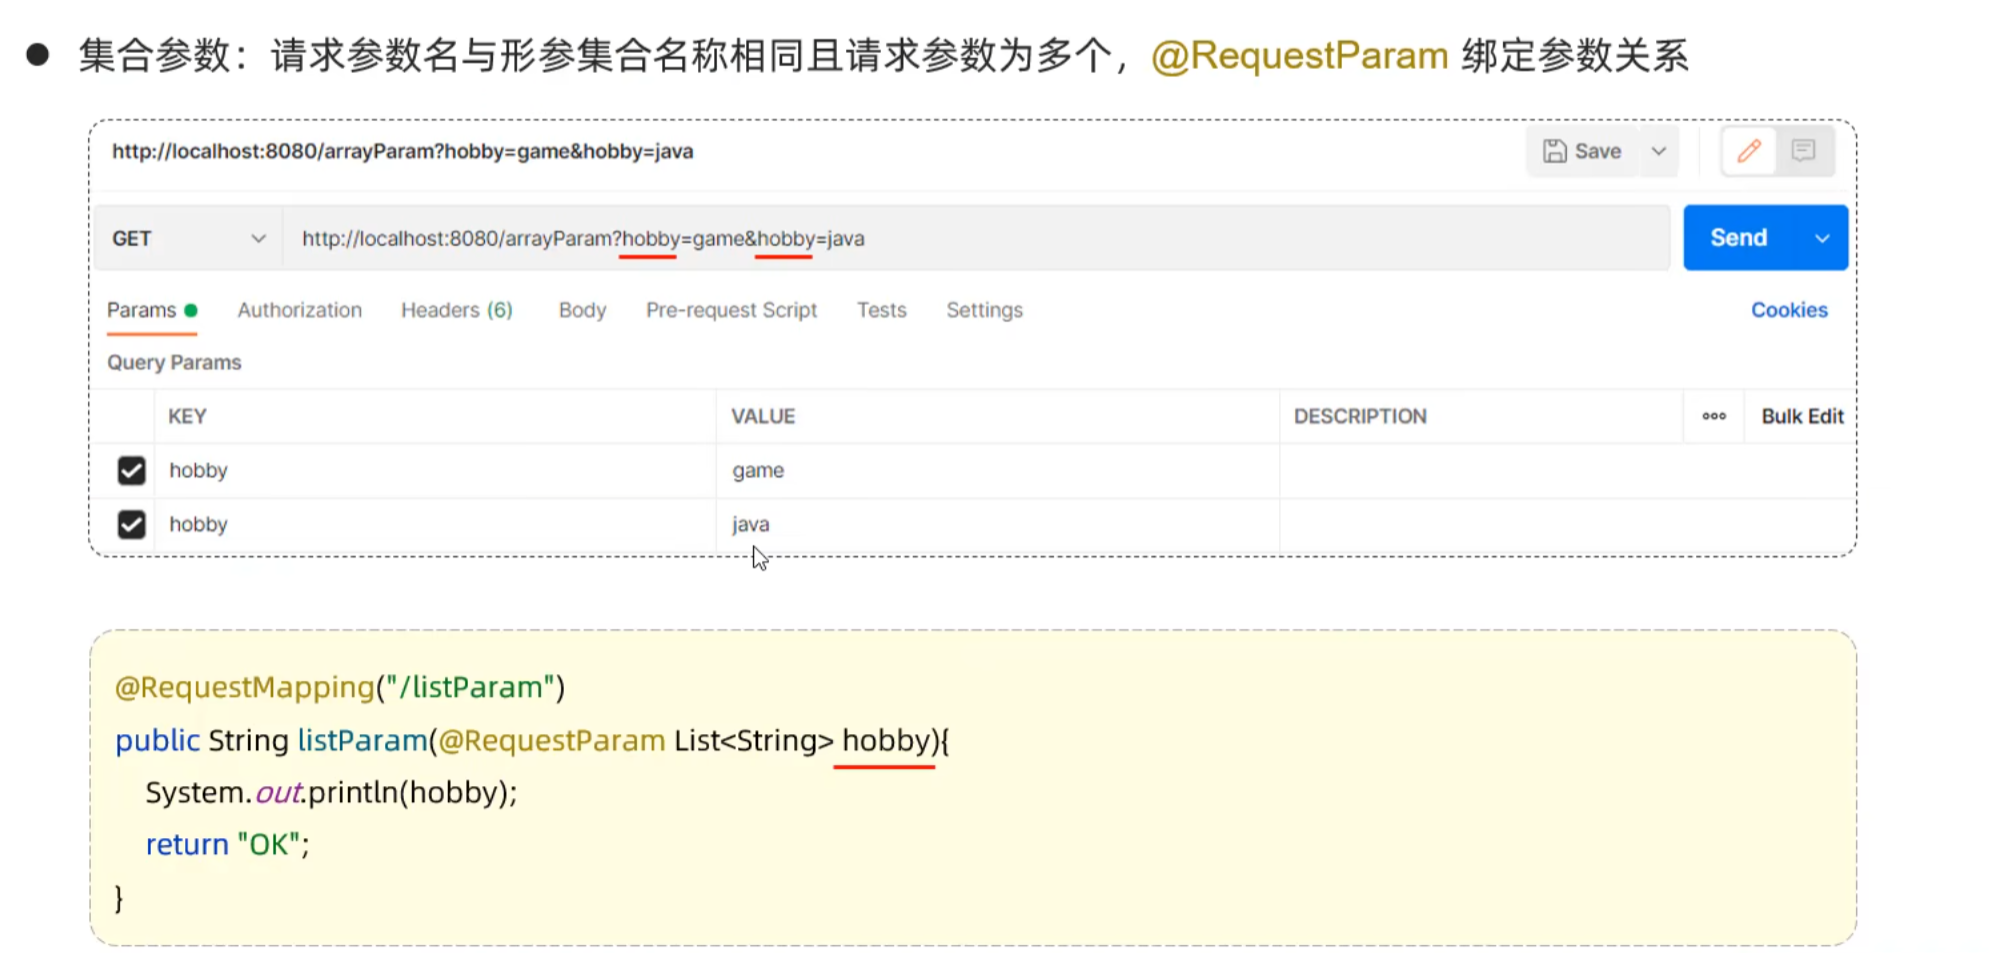 ● 集合参数：请求参数名与形参集合名称相同且请求参数为多个，@RequestParam 绑定参数关系
http://localhost:8080/arrayParam?hobby=game&hobby=java
Save
GET http://localhost:8080/arrayParam?hobby=game&hobby=java Send
Params Authorization Headers (6) Body Pre-request Script Tests Settings Cookies
Query Params
KEY VALUE DESCRIPTION ooo Bulk Edit
hobby game
hobby java
@RequestMapping("/listParam")
public String listParam(@RequestParam List<String> hobby){
System.out.println(hobby);
return "OK";
}